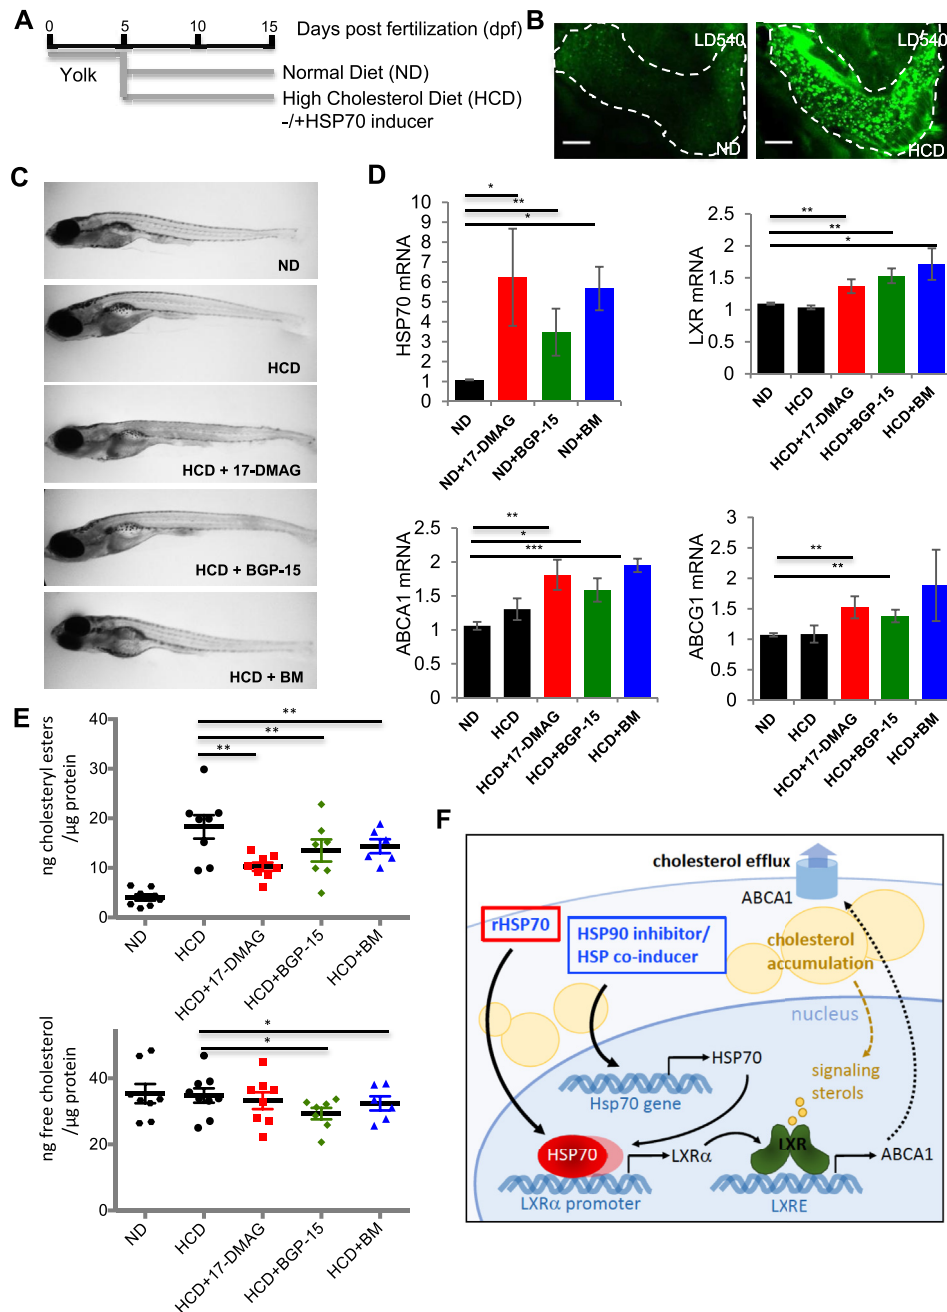 A
0 5 10 15 Days post fertilization (dpf)
Yolk
Normal Diet (ND)
High Cholesterol Diet (HCD)
-/+HSP70 inducer
B
LD540
ND
LD540
HCD
C
ND
HCD
HCD + 17-DMAG
HCD + BGP-15
HCD + BM
D
HSP70 mRNA
10
9
8
7
6
5
4
3
2
1
0
*
**
*
ND
ND+17-DMAG
ND+BGP-15
ND+BM
LXR mRNA
2.5
2
1.5
1
0.5
0
**
**
*
ND
HCD
HCD+17-DMAG
HCD+BGP-15
HCD+BM
ABCA1 mRNA
2.5
2
1.5
1
0.5
0
**
*
***
ND
HCD
HCD+17-DMAG
HCD+BGP-15
HCD+BM
ABCG1 mRNA
3
2.5
2
1.5
1
0.5
0
**
**
ND
HCD
HCD+17-DMAG
HCD+BGP-15
HCD+BM
E
ng cholesteryl esters
/µg protein
40
30
20
10
0
**
**
**
ND
HCD
HCD+17-DMAG
HCD+BGP-15
HCD+BM
ng free cholesterol
/µg protein
60
40
20
0
*
*
ND
HCD
HCD+17-DMAG
HCD+BGP-15
HCD+BM
F
cholesterol efflux
ABCA1
rHSP70
HSP90 inhibitor/
HSP co-inducer
cholesterol
accumulation
nucleus
HSP70
Hsp70 gene
signaling
sterols
HSP70
LXRα
LXR
ABCA1
LXRα promoter
LXRE